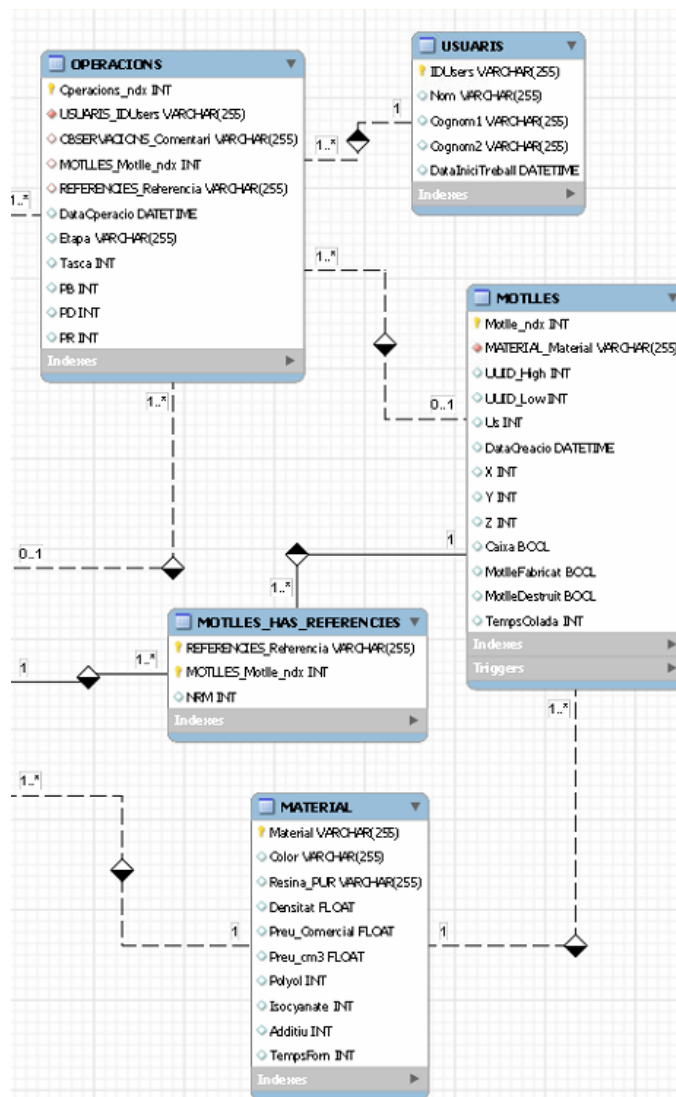 OPERACIONS
Operacions_ndx INT
USUARIS_IDUsers VARCHAR(255)
OBSERVACIONS_Comentari VARCHAR(255)
MOTLLES_Motlle_ndx INT
REFERENCIES_Referencia VARCHAR(255)
DataOperacio DATETIME
Etapa VARCHAR(255)
Tasca INT
PB INT
PD INT
PR INT
Indexes
USUARIS
IDUsers VARCHAR(255)
Nom VARCHAR(255)
Cognom1 VARCHAR(255)
Cognom2 VARCHAR(255)
DataIniciTreball DATETIME
Indexes
1
1..*
1..*
1..*
0..1
1..*
0..1
MOTLLES
Motlle_ndx INT
MATERIAL_Material VARCHAR(255)
UUID_High INT
UUID_Low INT
Us INT
DataCreacio DATETIME
X INT
Y INT
Z INT
Caixa BOOL
MotlleFabricat BOOL
MotlleDestruit BOOL
TempsColada INT
Indexes
Triggers
1
1..*
MOTLLES_HAS_REFERENCIES
REFERENCIES_Referencia VARCHAR(255)
MOTLLES_Motlle_ndx INT
NRM INT
Indexes
1
1..*
1..*
1..*
MATERIAL
Material VARCHAR(255)
Color VARCHAR(255)
Resina_PUR VARCHAR(255)
Densitat FLOAT
Preu_Comercial FLOAT
Preu_cm3 FLOAT
Polyol INT
Isocyanate INT
Additiu INT
TempsForn INT
Indexes
1
1